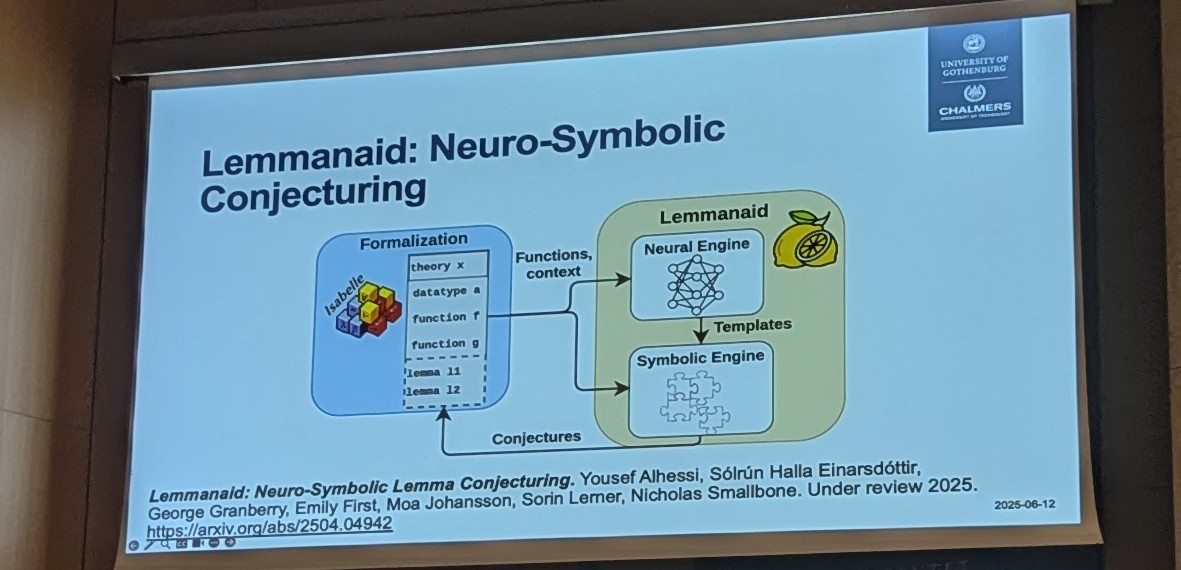 UNIVERSITY OF
GOTHENBURG
CHALMERS
UNIVERSITY OF TECHNOLOGY
Lemmanaid: Neuro-Symbolic
Conjecturing
Formalization
Isabelle
theory x
datatype a
function f
function g
lemma l1
lemma l2
Functions,
context
Lemmanaid
Neural Engine
Templates
Symbolic Engine
Conjectures
Lemmanaid: Neuro-Symbolic Lemma Conjecturing. Yousef Alhessi, Sólrún Halla Einarsdóttir,
George Granberry, Emily First, Moa Johansson, Sorin Lerner, Nicholas Smallbone. Under review 2025.
https://arxiv.org/abs/2504.04942
2025-06-12